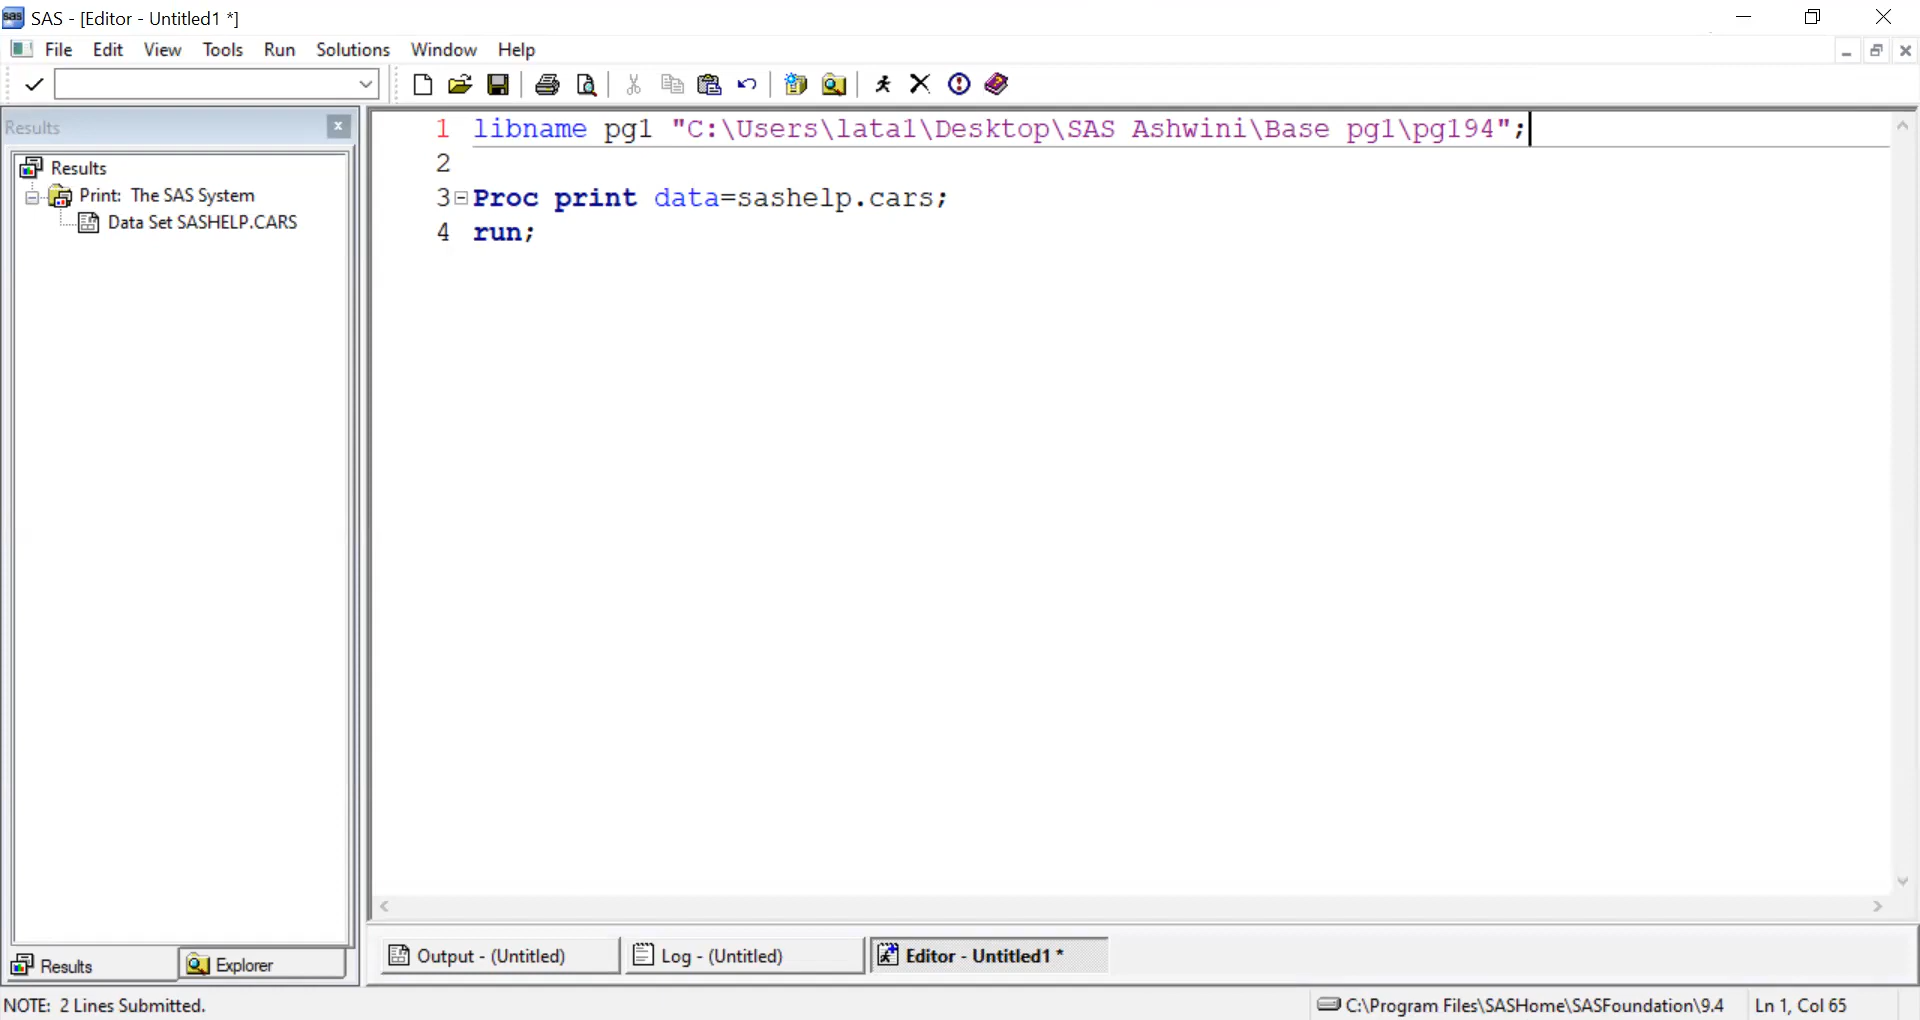 SAS - [Editor - Untitled1 *]
File Edit View Tools Run Solutions Window Help
Results
Results
Print: The SAS System
Data Set SASHELP.CARS
1 libname pg1 "C:\Users\lata1\Desktop\SAS Ashwini\Base pg1\pg194";
2
3 Proc print data=sashelp.cars;
4 run;
Results Explorer
Output - (Untitled) Log - (Untitled) Editor - Untitled1 *
NOTE: 2 Lines Submitted. C:\Program Files\SASHome\SASFoundation\9.4 Ln 1, Col 65